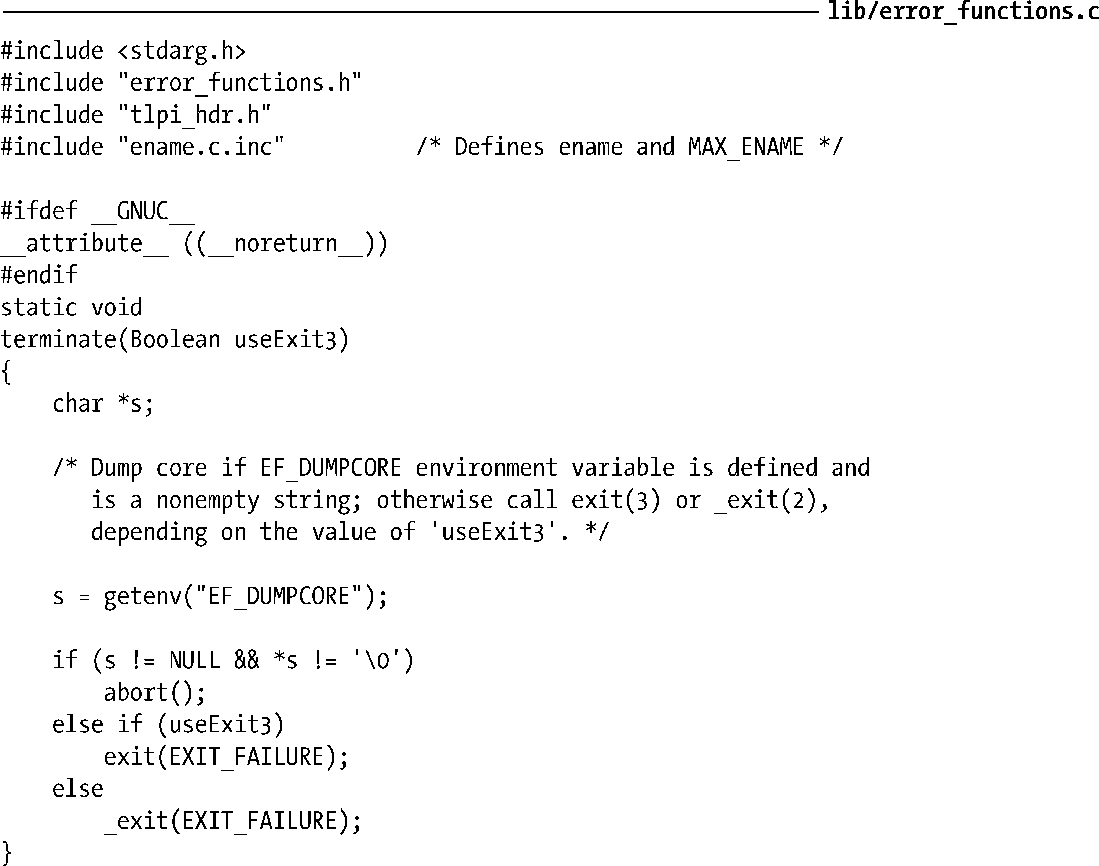 lib/error_functions.c
#include <stdarg.h>
#include "error_functions.h"
#include "tlpi_hdr.h"
#include "ename.c.inc"          /* Defines ename and MAX_ENAME */

#ifdef __GNUC__
__attribute__ ((__noreturn__))
#endif
static void
terminate(Boolean useExit3)
{
    char *s;

    /* Dump core if EF_DUMPCORE environment variable is defined and
       is a nonempty string; otherwise call exit(3) or _exit(2),
       depending on the value of 'useExit3'. */

    s = getenv("EF_DUMPCORE");

    if (s != NULL && *s != '\0')
        abort();
    else if (useExit3)
        exit(EXIT_FAILURE);
    else
        _exit(EXIT_FAILURE);
}